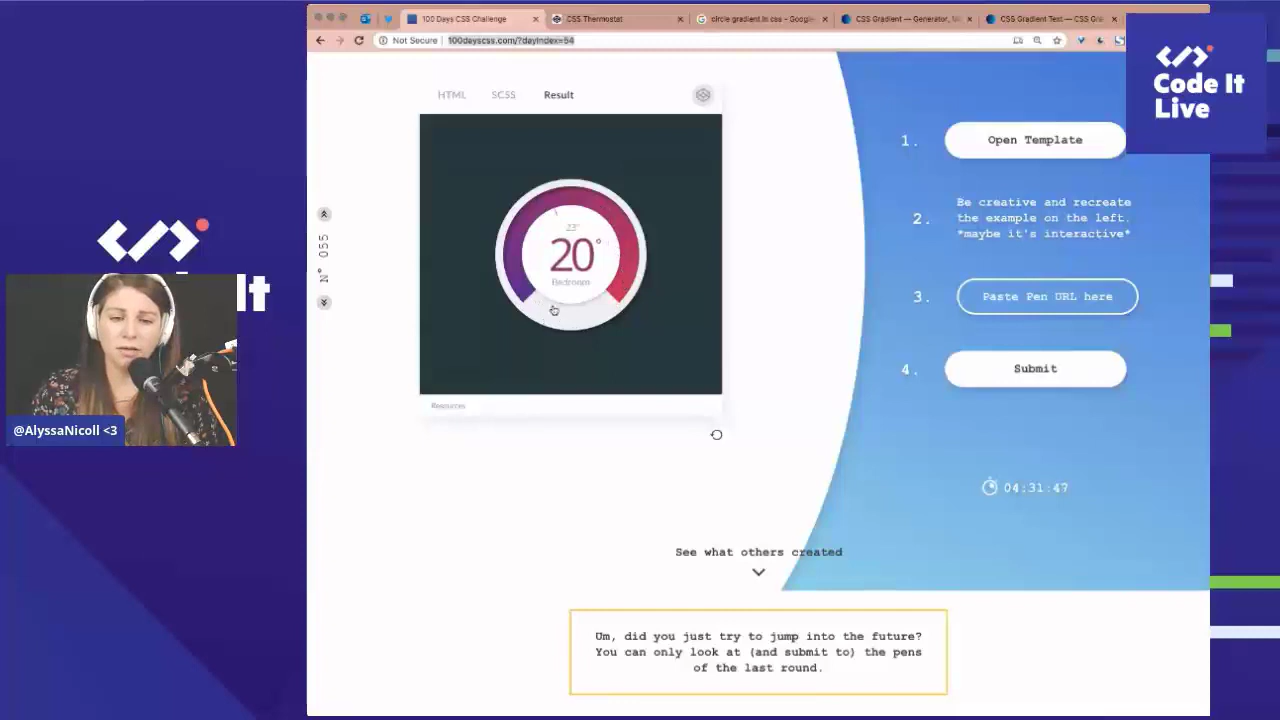 100 Days CSS Challenge
CSS Thermostat
circle gradient in css - Google
CSS Gradient — Generator,
CSS Gradient Text — CSS Gra
Not Secure
100dayscss.com/?dayIndex=54
Code It
Live
HTML
SCSS
Result
N° 055
23°
20°
Bedroom
Resources
1.
Open Template
2.
Be creative and recreate
the example on the left.
*maybe it's interactive*
3.
Paste Pen URL here
4.
Submit
04:31:47
See what others created
Um, did you just try to jump into the future?
You can only look at (and submit to) the pens
of the last round.
@AlyssaNicoll <3